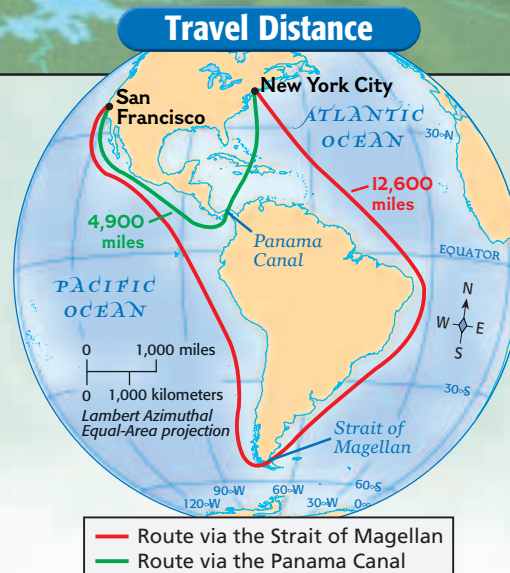 Travel Distance
San
Francisco
New York City
ATLANTIC
OCEAN
30°N
12,600
miles
4,900
miles
Panama
Canal
EQUATOR
PACIFIC
OCEAN
N
W E
S
0 1,000 miles
0 1,000 kilometers
Lambert Azimuthal
Equal-Area projection
30°S
Strait of
Magellan
120°W 90°W 60°W 30°W 0° 60°S
Route via the Strait of Magellan
Route via the Panama Canal